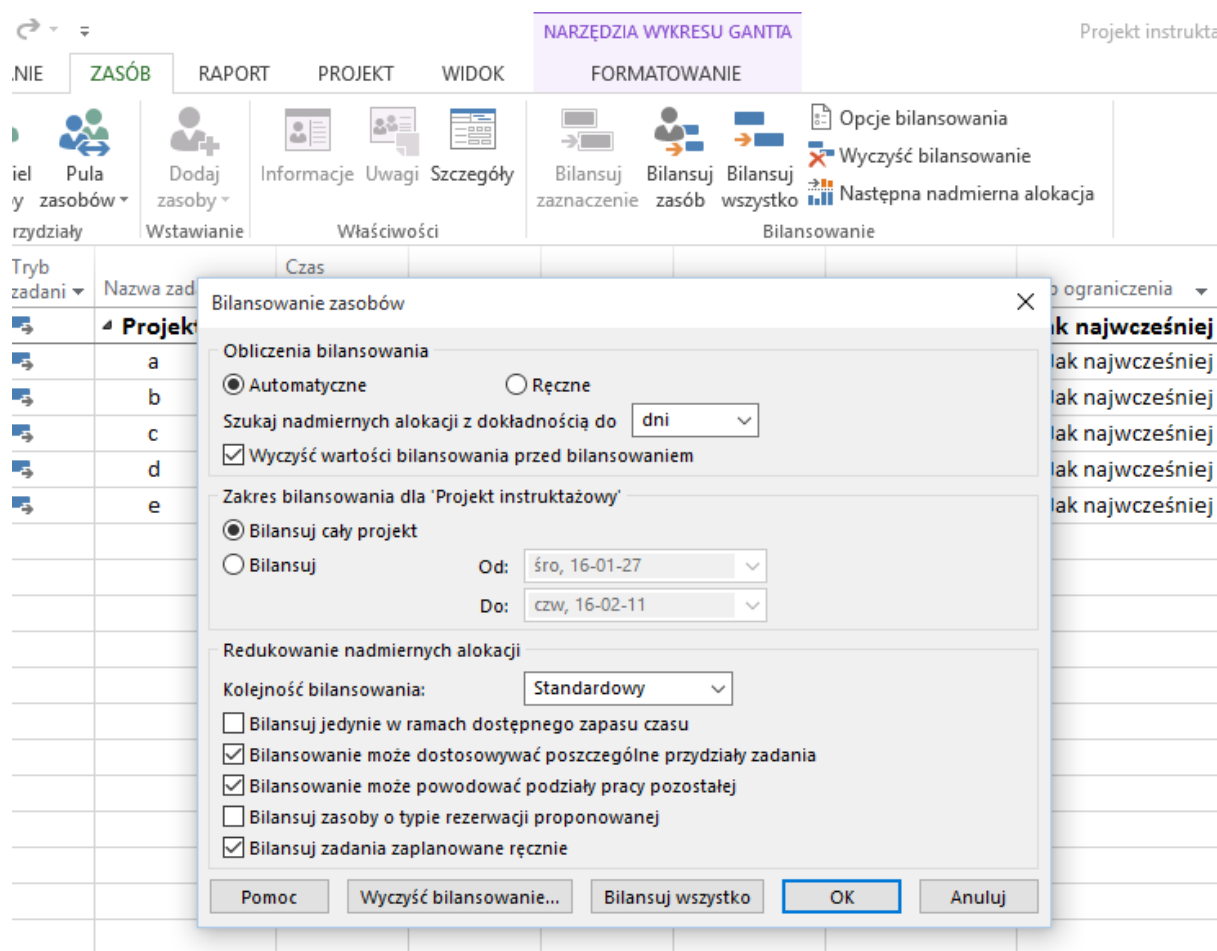 NARZĘDZIA WYKRESU GANTTA
Projekt instrukta
ANIE ZASÓB RAPORT PROJEKT WIDOK FORMATOWANIE
iel Pula zasobów
Dodaj zasoby
Informacje Uwagi Szczegóły
Bilansuj zaznaczenie
Bilansuj zasób
Bilansuj wszystko
Opcje bilansowania
Wyczyść bilansowanie
Następna nadmierna alokacja
rzydziały Wstawianie Właściwości Bilansowanie
Tryb zadani
Nazwa zad
Czas
o ograniczenia
Projekt
ak najwcześniej
a
Jak najwcześniej
b
Jak najwcześniej
c
Jak najwcześniej
d
Jak najwcześniej
e
Jak najwcześniej
Bilansowanie zasobów
Obliczenia bilansowania
Automatyczne Ręczne
Szukaj nadmiernych alokacji z dokładnością do dni
Wyczyść wartości bilansowania przed bilansowaniem
Zakres bilansowania dla 'Projekt instruktażowy'
Bilansuj cały projekt
Bilansuj Od: śro, 16-01-27
Do: czw, 16-02-11
Redukowanie nadmiernych alokacji
Kolejność bilansowania: Standardowy
Bilansuj jedynie w ramach dostępnego zapasu czasu
Bilansowanie może dostosowywać poszczególne przydziały zadania
Bilansowanie może powodować podziały pracy pozostałej
Bilansuj zasoby o typie rezerwacji proponowanej
Bilansuj zadania zaplanowane ręcznie
Pomoc Wyczyść bilansowanie... Bilansuj wszystko OK Anuluj